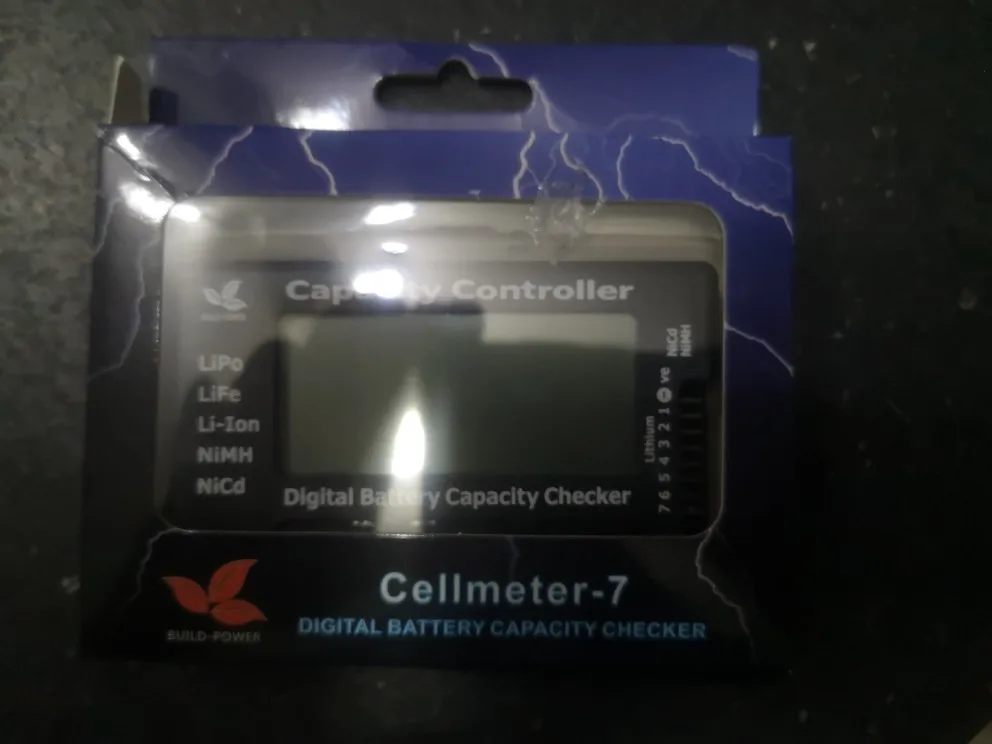 Capacity Controller
LiPo
LiFe
Li-Ion
NiMH
NiCd
Digital Battery Capacity Checker
7 6 5 4 3 2 1 ⊖ ve
Lithium
NiCd
NiMH
Cellmeter-7
DIGITAL BATTERY CAPACITY CHECKER
BUILD-POWER